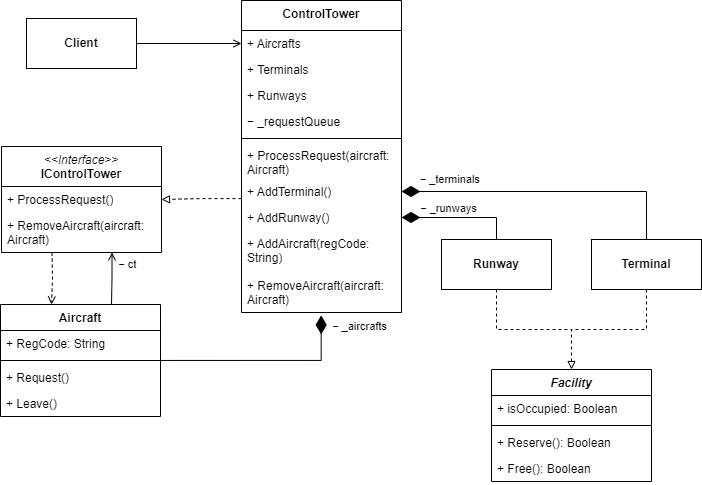 Client
ControlTower
+ Aircrafts
+ Terminals
+ Runways
− _requestQueue
+ ProcessRequest(aircraft:
Aircraft)
+ AddTerminal()
+ AddRunway()
+ AddAircraft(regCode:
String)
+ RemoveAircraft(aircraft:
Aircraft)
<<Interface>>
IControlTower
+ ProcessRequest()
+ RemoveAircraft(aircraft:
Aircraft)
− ct
− _terminals
− _runways
Runway
Terminal
Aircraft
+ RegCode: String
+ Request()
+ Leave()
− _aircrafts
Facility
+ isOccupied: Boolean
+ Reserve(): Boolean
+ Free(): Boolean